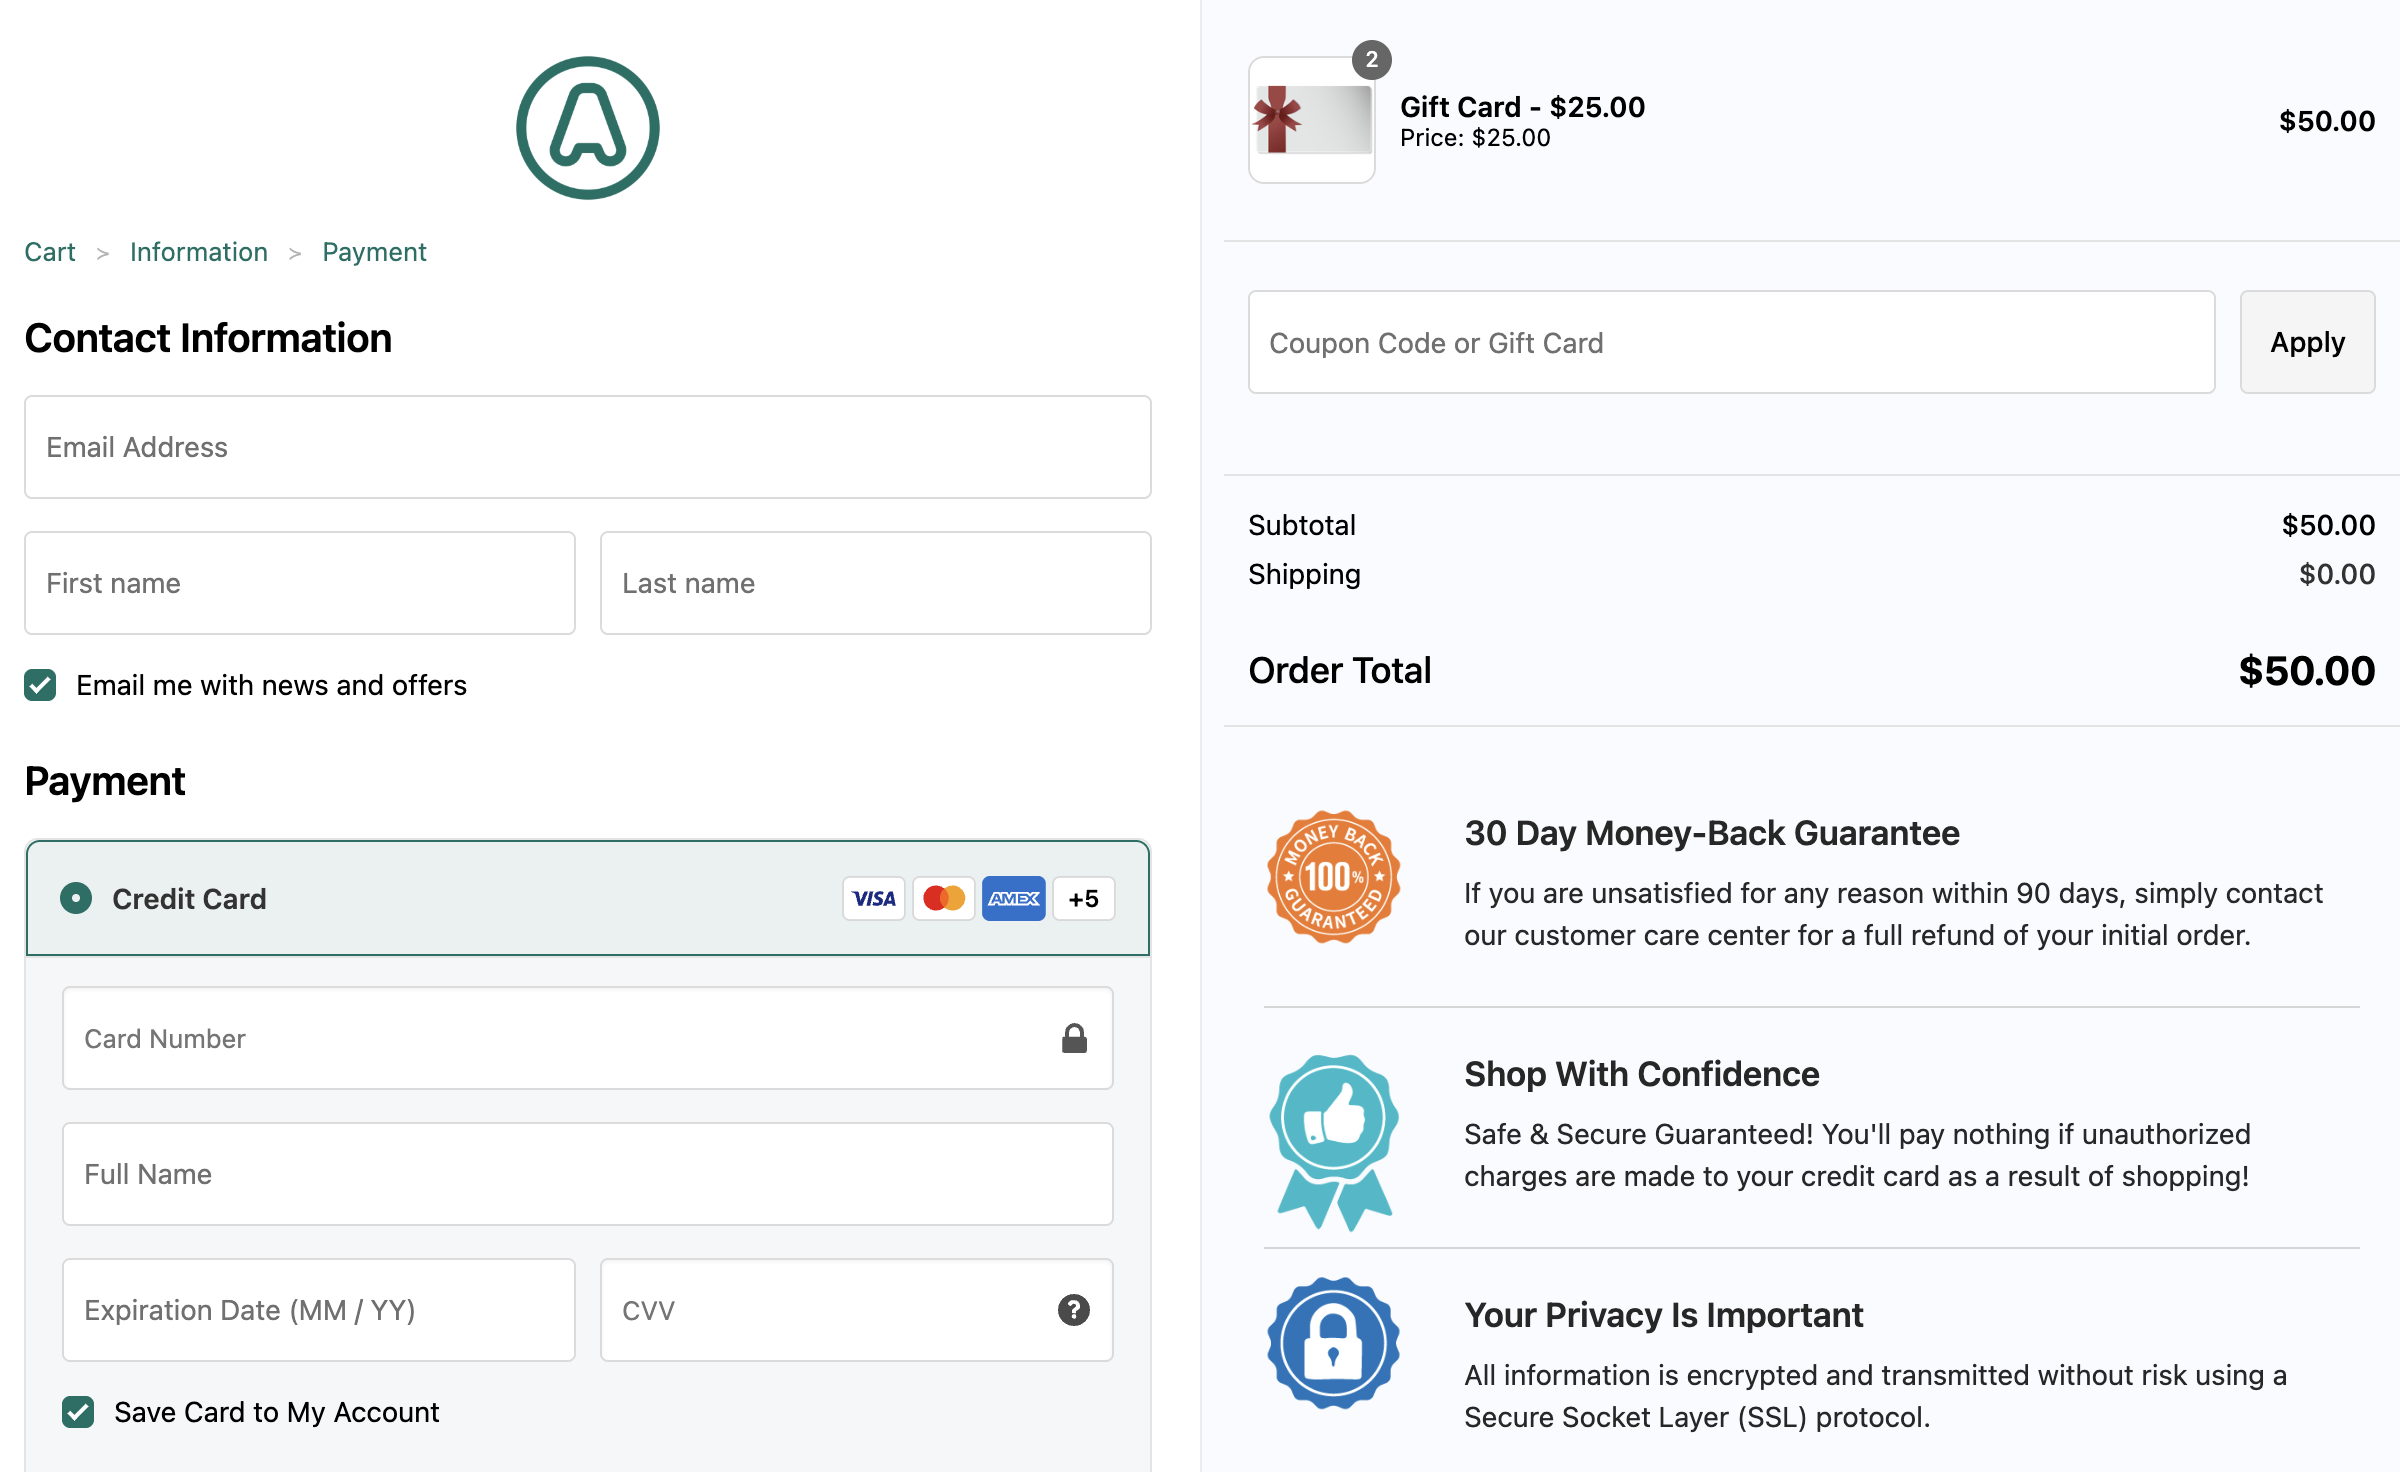 A
Cart > Information > Payment
Contact Information
Email Address
First name
Last name
Email me with news and offers
Payment
Credit Card
VISA
AMEX
+5
Card Number
Full Name
Expiration Date (MM / YY)
CVV
?
Save Card to My Account
2
Gift Card - $25.00
Price: $25.00
$50.00
Coupon Code or Gift Card
Apply
Subtotal
$50.00
Shipping
$0.00
Order Total
$50.00
MONEY BACK
100%
GUARANTEED
30 Day Money-Back Guarantee
If you are unsatisfied for any reason within 90 days, simply contact
our customer care center for a full refund of your initial order.
Shop With Confidence
Safe & Secure Guaranteed! You'll pay nothing if unauthorized
charges are made to your credit card as a result of shopping!
Your Privacy Is Important
All information is encrypted and transmitted without risk using a
Secure Socket Layer (SSL) protocol.